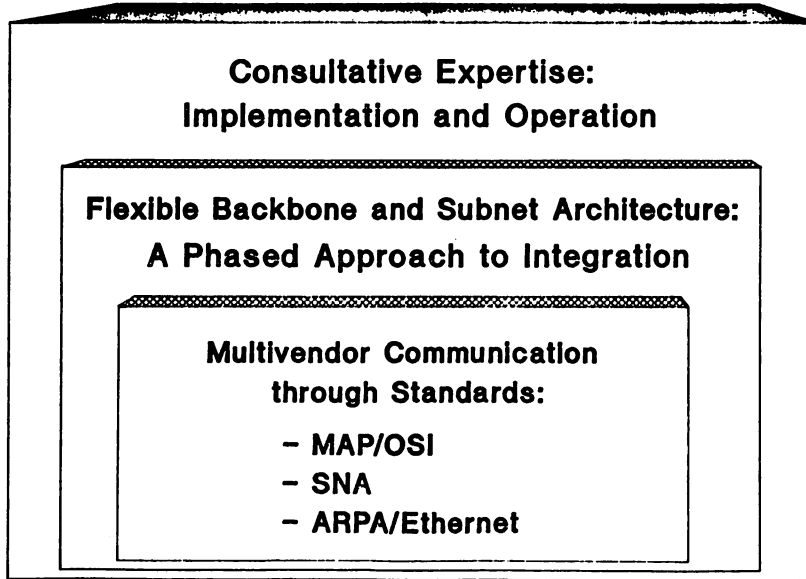 Consultative Expertise:
Implementation and Operation
Flexible Backbone and Subnet Architecture:
A Phased Approach to Integration
Multivendor Communication
through Standards:
– MAP/OSI
– SNA
– ARPA/Ethernet